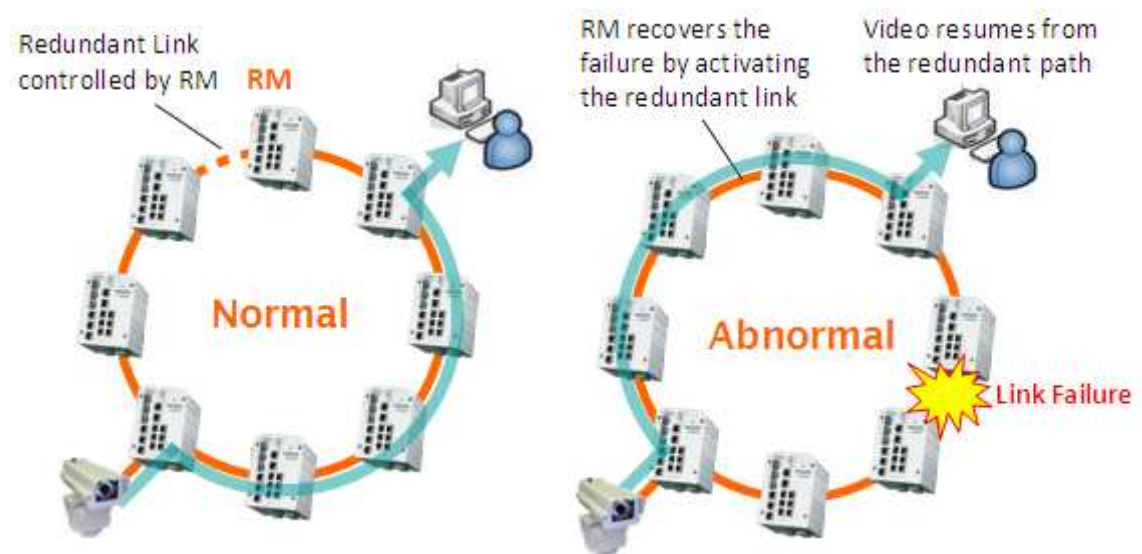 Redundant Link
controlled by RM
RM
Normal
RM recovers the
failure by activating
the redundant link
Video resumes from
the redundant path
Abnormal
Link Failure